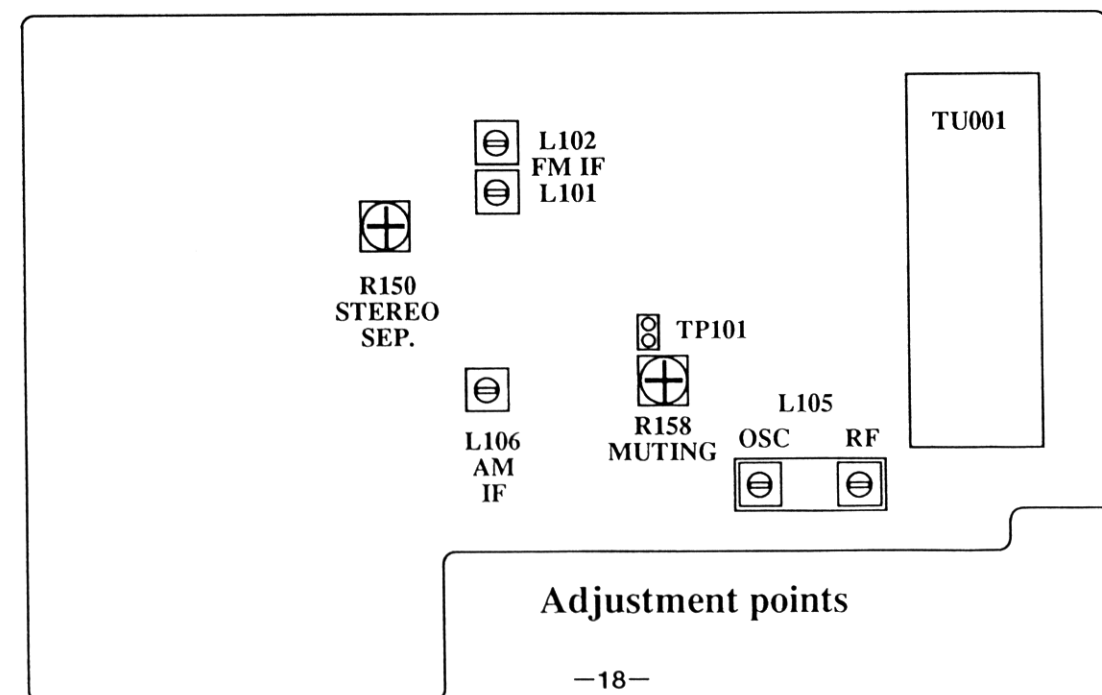 TU001
L102
FM IF
L101
R150
STEREO
SEP.
TP101
L106
AM
IF
R158
MUTING
L105
OSC RF
Adjustment points
—18—